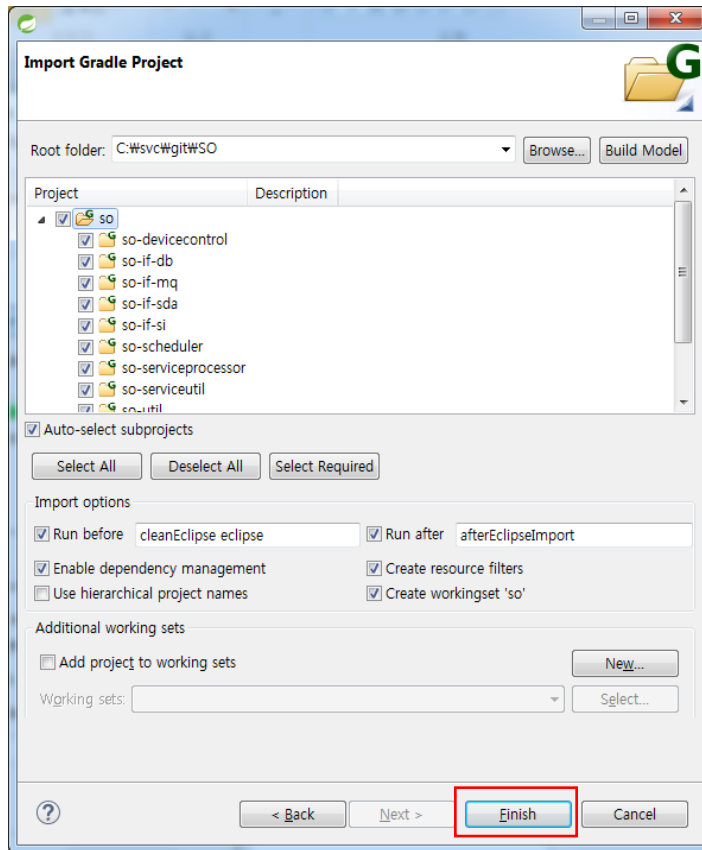 Import Gradle Project
G
Root folder: C:₩svc₩git₩SO Browse... Build Model
Project Description
so
so-devicecontrol
so-if-db
so-if-mq
so-if-sda
so-if-si
so-scheduler
so-serviceprocessor
so-serviceutil
so-util
Auto-select subprojects
Select All Deselect All Select Required
Import options
Run before cleanEclipse eclipse Run after afterEclipseImport
Enable dependency management Create resource filters
Use hierarchical project names Create workingset 'so'
Additional working sets
Add project to working sets New...
Working sets: Select...
? < Back Next > Finish Cancel